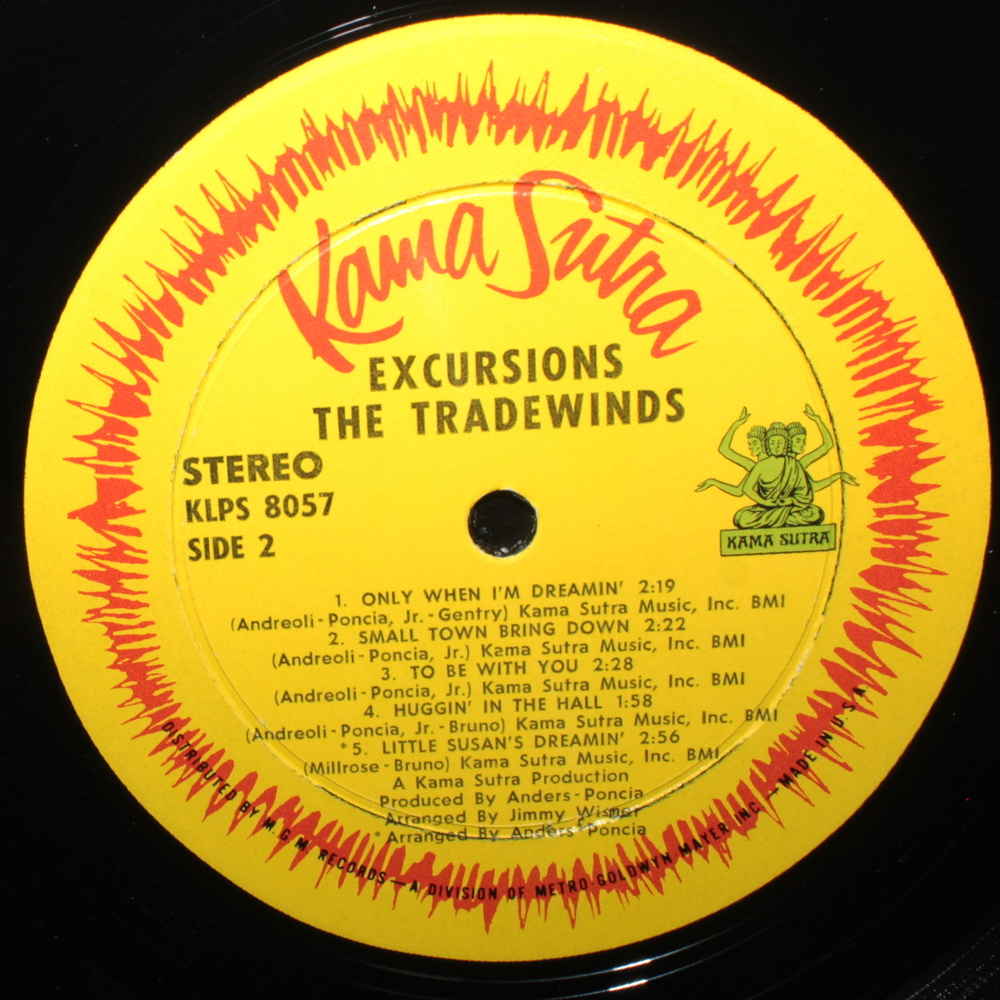 Kama Sutra
EXCURSIONS
THE TRADEWINDS
STEREO
KLPS 8057
SIDE 2
KAMA SUTRA
1. ONLY WHEN I'M DREAMIN' 2:19
(Andreoli-Poncia, Jr.-Gentry) Kama Sutra Music, Inc. BMI
2. SMALL TOWN BRING DOWN 2:22
(Andreoli-Poncia, Jr.) Kama Sutra Music, Inc. BMI
3. TO BE WITH YOU 2:28
(Andreoli-Poncia, Jr.) Kama Sutra Music, Inc. BMI
4. HUGGIN' IN THE HALL 1:58
(Andreoli-Poncia, Jr.-Bruno) Kama Sutra Music, Inc. BMI
*5. LITTLE SUSAN'S DREAMIN' 2:56
(Millrose-Bruno) Kama Sutra Music, Inc. BMI
A Kama Sutra Production
Produced By Anders-Poncia
Arranged By Jimmy Wisner
*Arranged By Anders Poncia
DISTRIBUTED BY M.G.M. RECORDS—A DIVISION OF METRO-GOLDWYN MAYER INC.—MADE IN U.S.A.